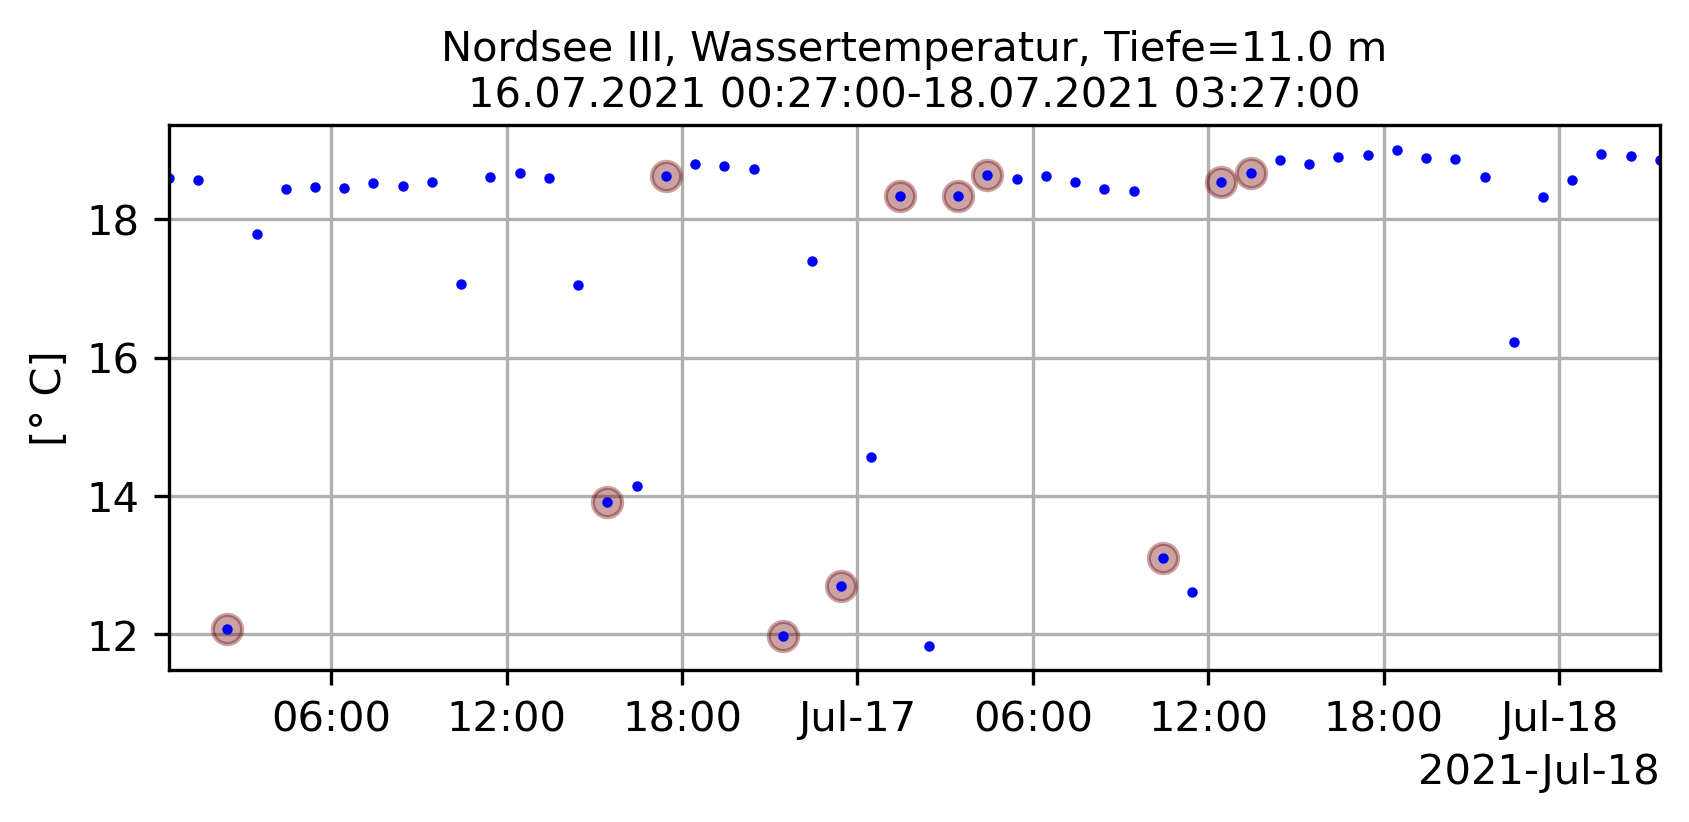 Nordsee III, Wassertemperatur, Tiefe=11.0 m
16.07.2021 00:27:00-18.07.2021 03:27:00
[° C]
18
16
14
12
06:00 12:00 18:00 Jul-17 06:00 12:00 18:00 Jul-18
2021-Jul-18